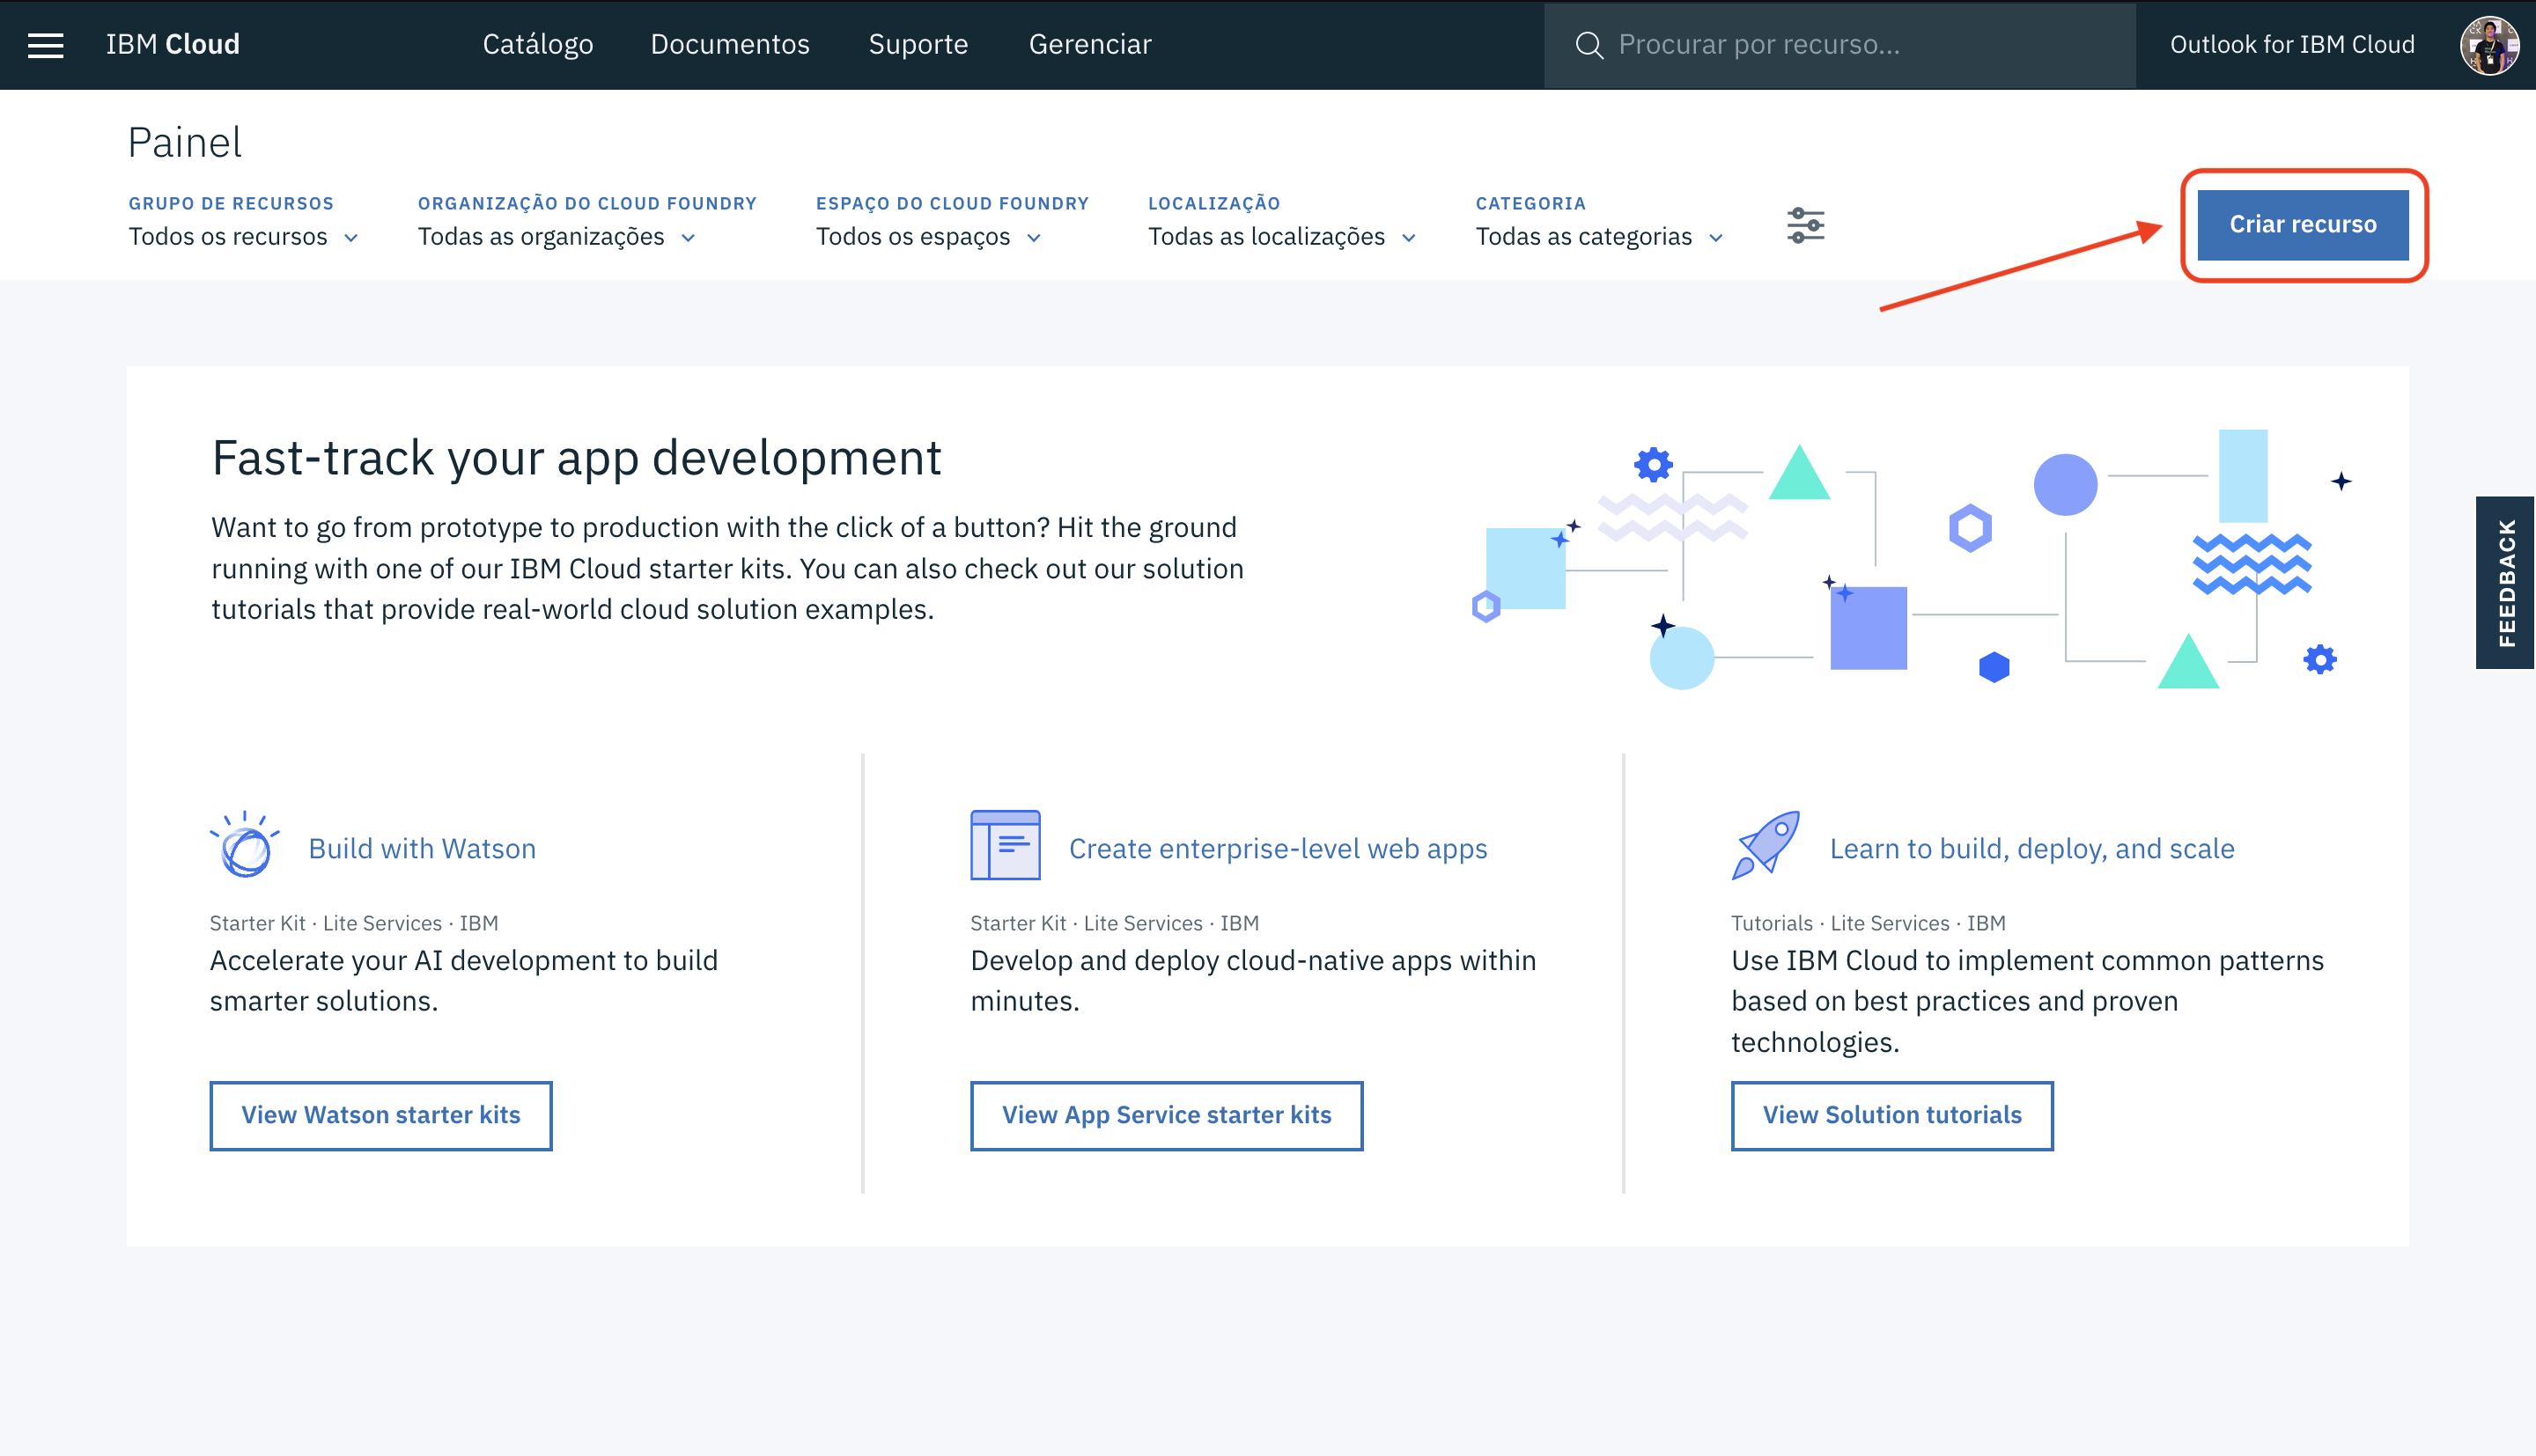 IBM Cloud
Catálogo
Documentos
Suporte
Gerenciar
Procurar por recurso...
Outlook for IBM Cloud
Painel
GRUPO DE RECURSOS
Todos os recursos
ORGANIZAÇÃO DO CLOUD FOUNDRY
Todas as organizações
ESPAÇO DO CLOUD FOUNDRY
Todos os espaços
LOCALIZAÇÃO
Todas as localizações
CATEGORIA
Todas as categorias
Criar recurso
Fast-track your app development
Want to go from prototype to production with the click of a button? Hit the ground
running with one of our IBM Cloud starter kits. You can also check out our solution
tutorials that provide real-world cloud solution examples.
FEEDBACK
Build with Watson
Starter Kit · Lite Services · IBM
Accelerate your AI development to build
smarter solutions.
View Watson starter kits
Create enterprise-level web apps
Starter Kit · Lite Services · IBM
Develop and deploy cloud-native apps within
minutes.
View App Service starter kits
Learn to build, deploy, and scale
Tutorials · Lite Services · IBM
Use IBM Cloud to implement common patterns
based on best practices and proven
technologies.
View Solution tutorials